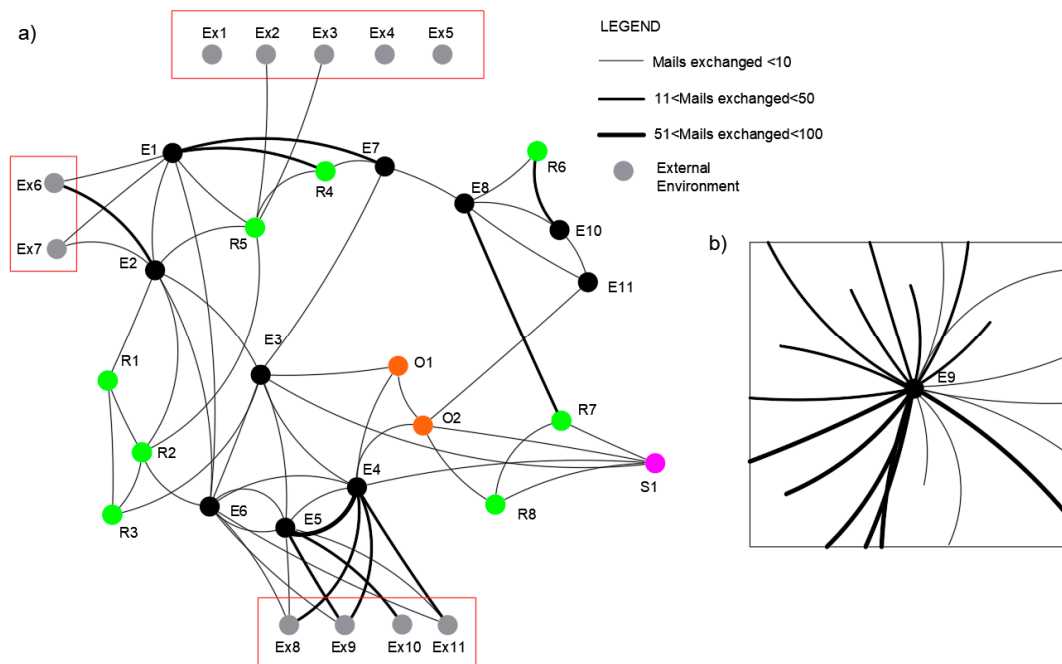 a)
Ex1 Ex2 Ex3 Ex4 Ex5
LEGEND
Mails exchanged <10
11<Mails exchanged<50
51<Mails exchanged<100
External
Environment
E1
E7
R6
Ex6
R4
E8
Ex7
R5
E10
b)
E2
E11
E3
O1
E9
R1
O2
R7
R2
E4
S1
E6
E5
R8
R3
Ex8 Ex9 Ex10 Ex11